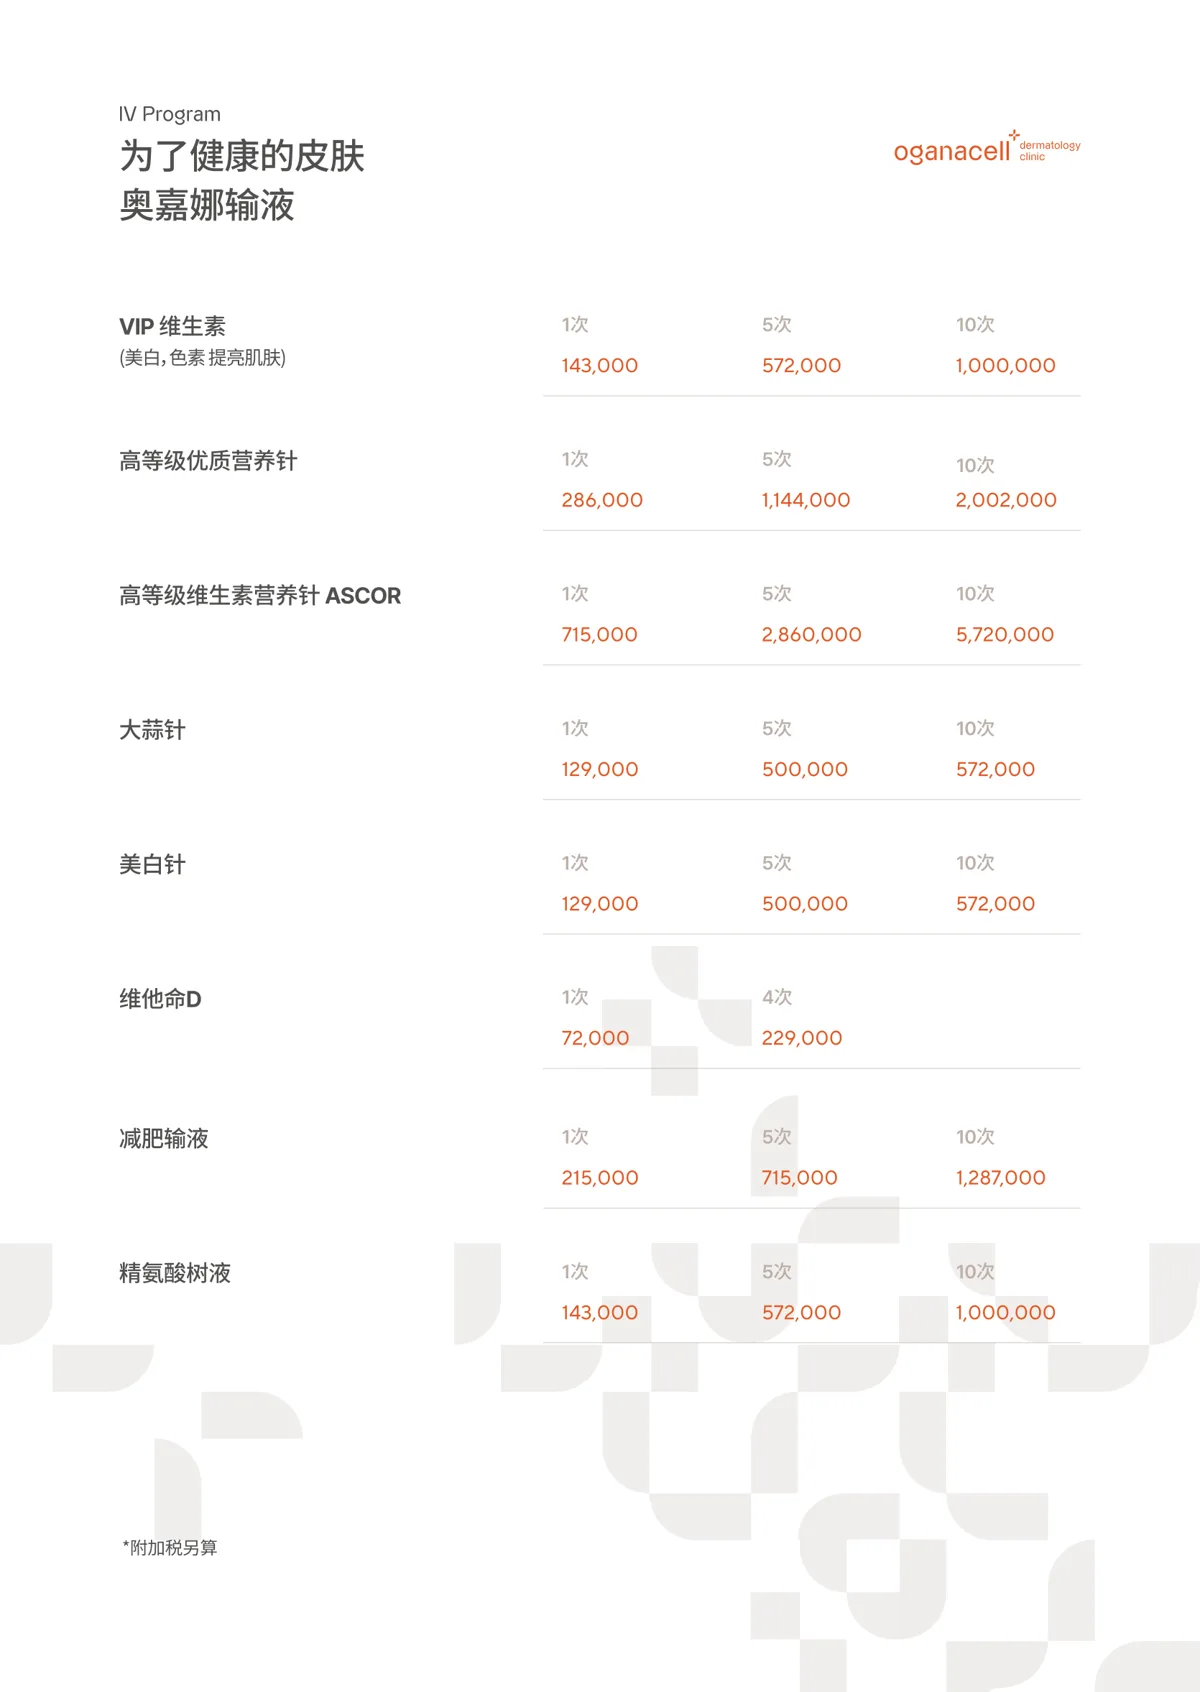 IV Program
为了健康的皮肤
奥嘉娜输液
oganacell dermatology clinic
VIP 维生素
(美白, 色素 提亮肌肤)
1次 5次 10次
143,000 572,000 1,000,000
高等级优质营养针
1次 5次 10次
286,000 1,144,000 2,002,000
高等级维生素营养针 ASCOR
1次 5次 10次
715,000 2,860,000 5,720,000
大蒜针
1次 5次 10次
129,000 500,000 572,000
美白针
1次 5次 10次
129,000 500,000 572,000
维他命D
1次 4次
72,000 229,000
减肥输液
1次 5次 10次
215,000 715,000 1,287,000
精氨酸树液
1次 5次 10次
143,000 572,000 1,000,000
*附加税另算